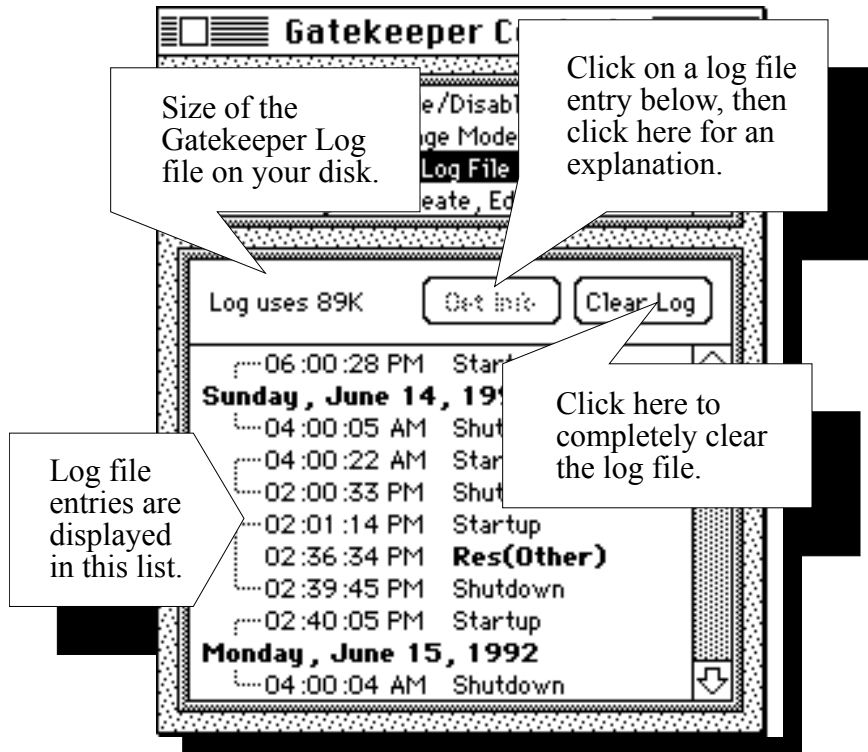 Gatekeeper C
Size of the
Gatekeeper Log
file on your disk.
Click on a log file
entry below, then
click here for an
explanation.
e/Disabl
ge Mode
Log File
eate, Ed
Log uses 89K
Get Info
Clear Log
06:00:28 PM Star
Sunday, June 14, 19
04:00:05 AM Shut
04:00:22 AM Star
02:00:33 PM Shut
02:01:14 PM Startup
02:36:34 PM Res(Other)
02:39:45 PM Shutdown
02:40:05 PM Startup
Monday, June 15, 1992
04:00:04 AM Shutdown
Click here to
completely clear
the log file.
Log file
entries are
displayed
in this list.